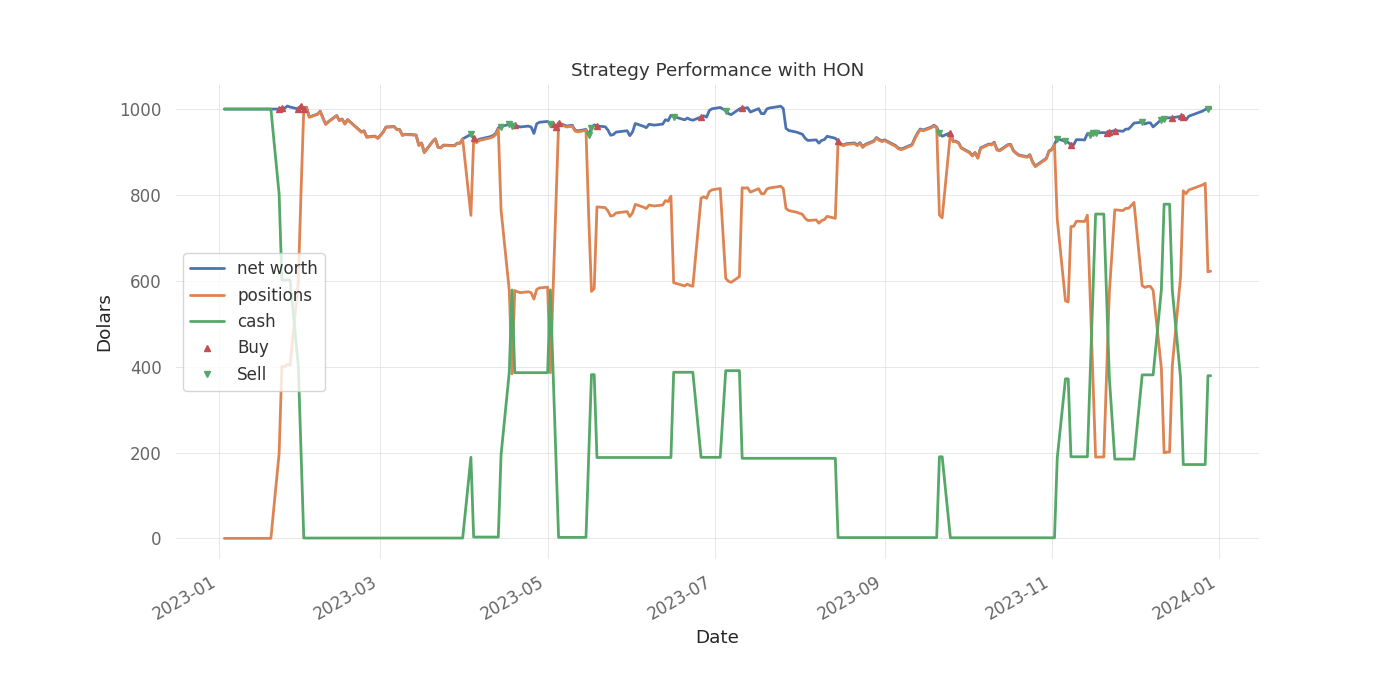 Strategy Performance with HON
Dolars
1000
800
600
400
200
0
net worth
positions
cash
Buy
Sell
2023-01
2023-03
2023-05
2023-07
2023-09
2023-11
2024-01
Date